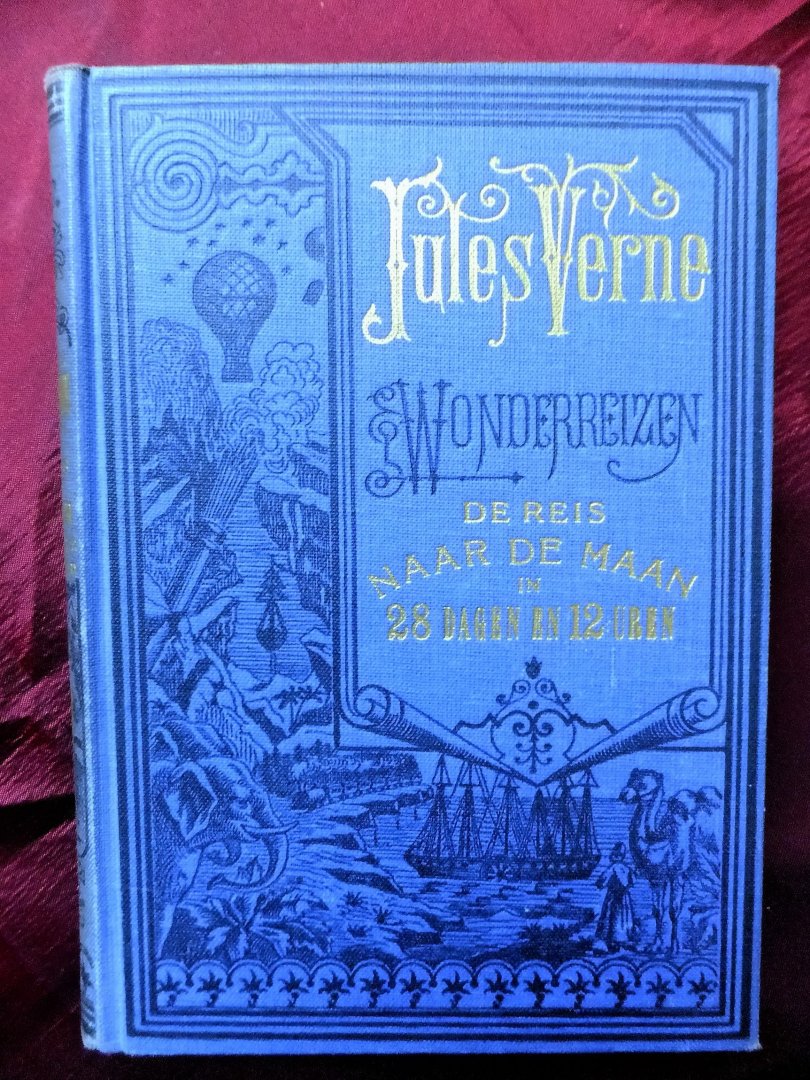 Jules Verne
WONDERREIZEN
DE REIS
NAAR DE MAAN
IN
28 DAGEN EN 12 UREN